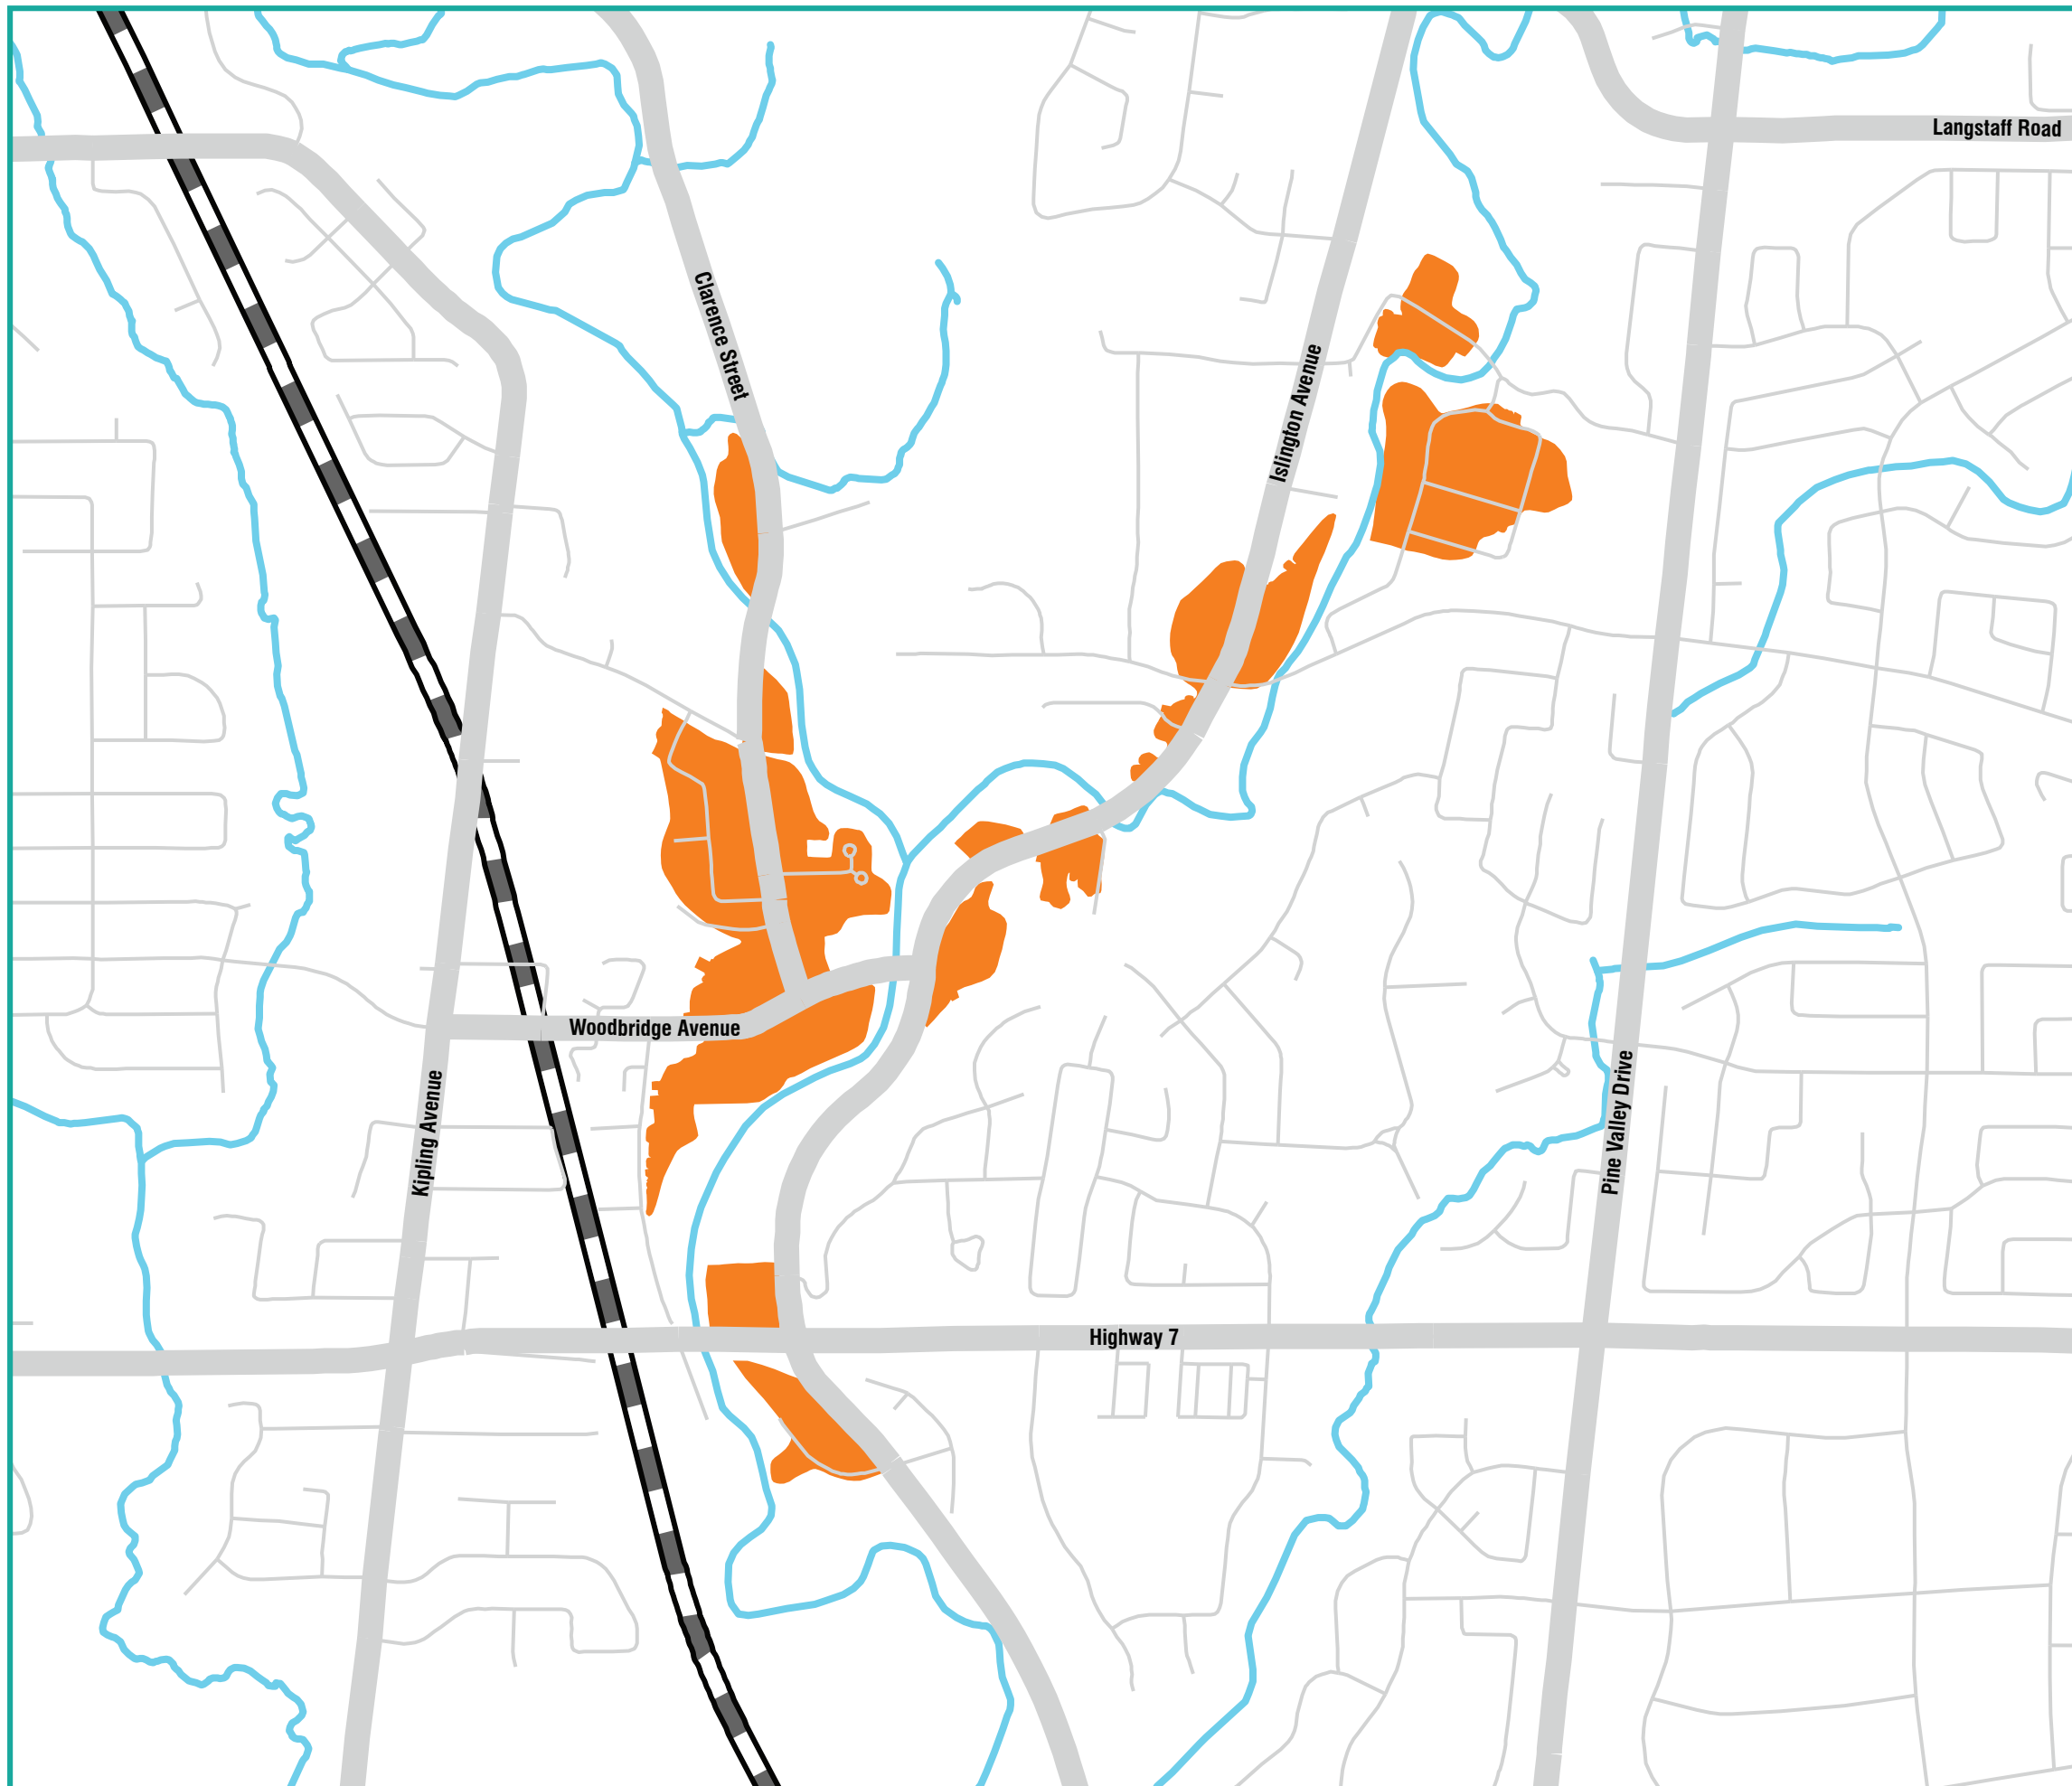 Langstaff Road
Clarence Street
Islington Avenue
Woodbridge Avenue
Kipling Avenue
Pine Valley Drive
Highway 7